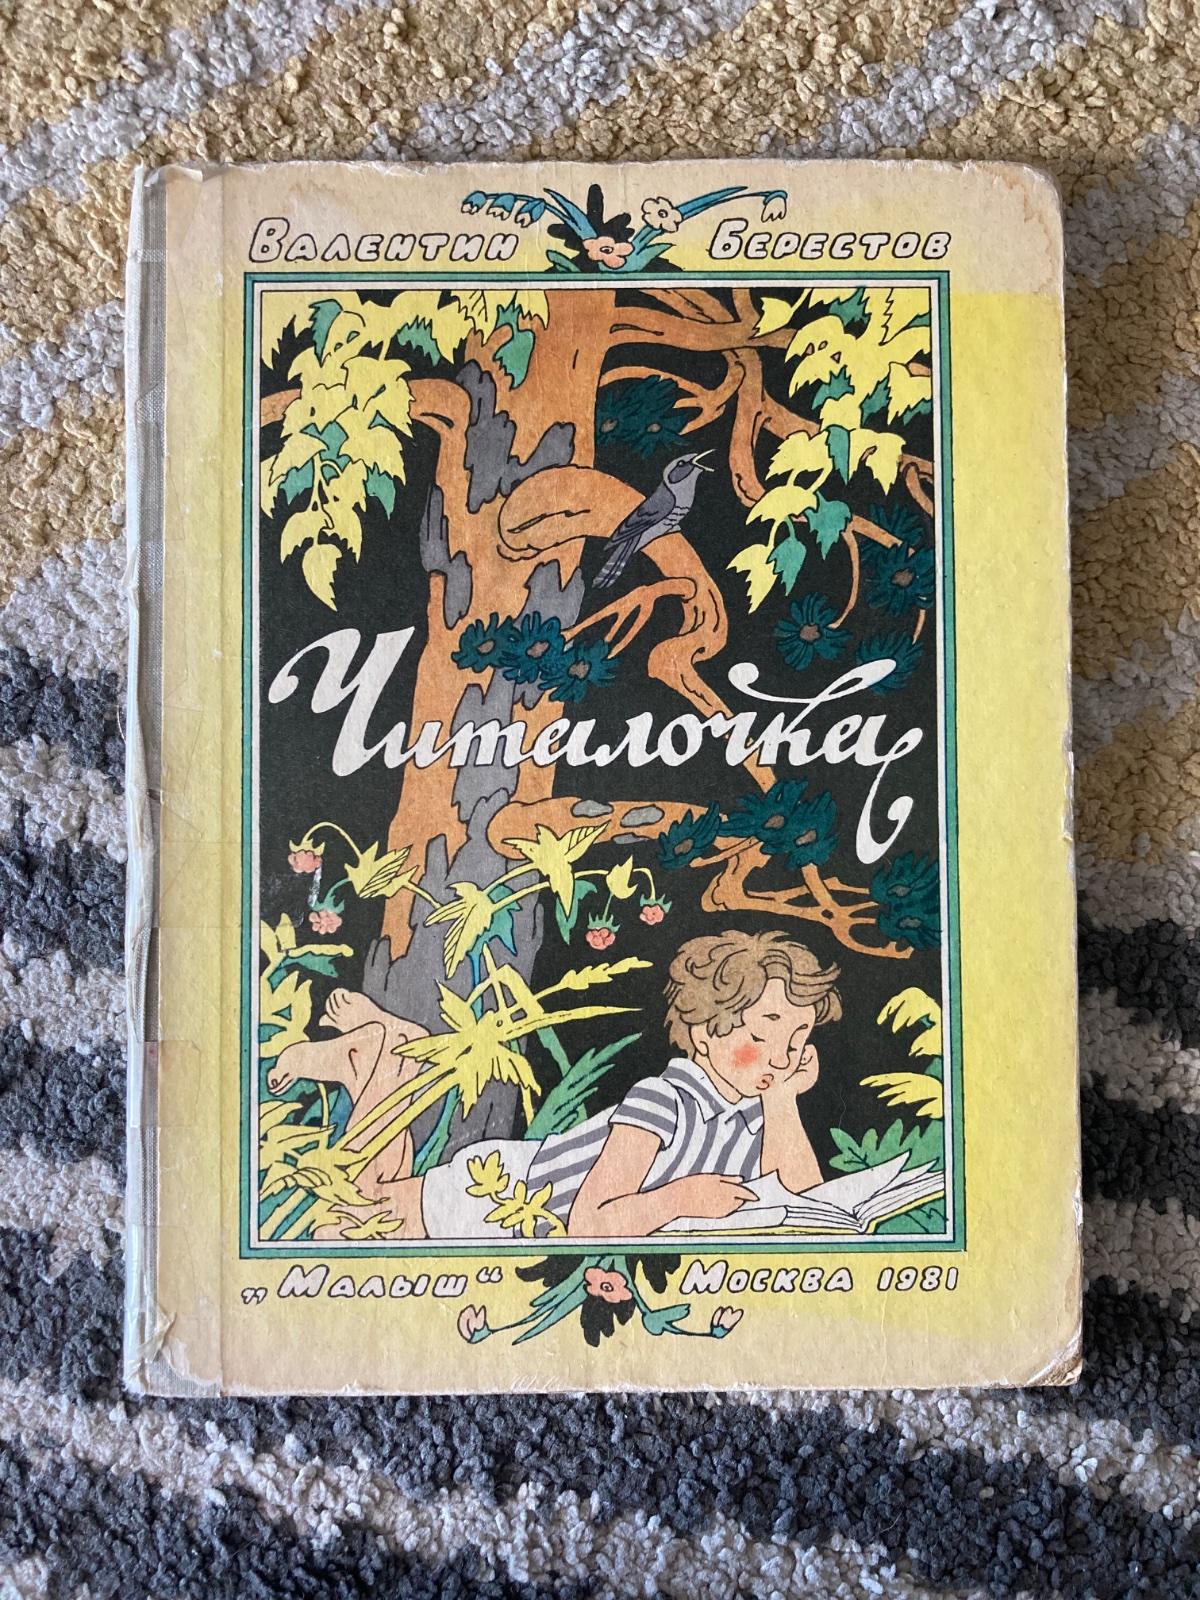 Валентин Берестов
Читалочка
„Малыш“ Москва 1981